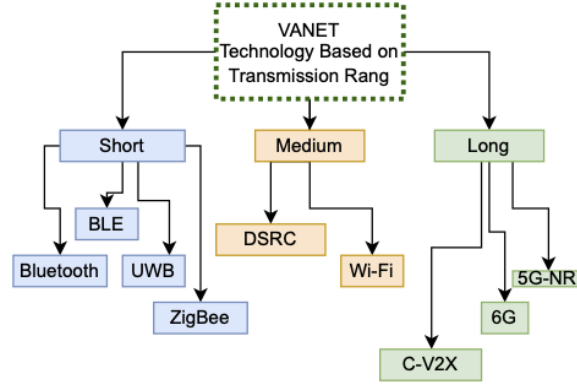 VANET
Technology Based on
Transmission Rang
Short
Medium
Long
BLE
DSRC
Bluetooth
UWB
Wi-Fi
5G-NR
ZigBee
6G
C-V2X